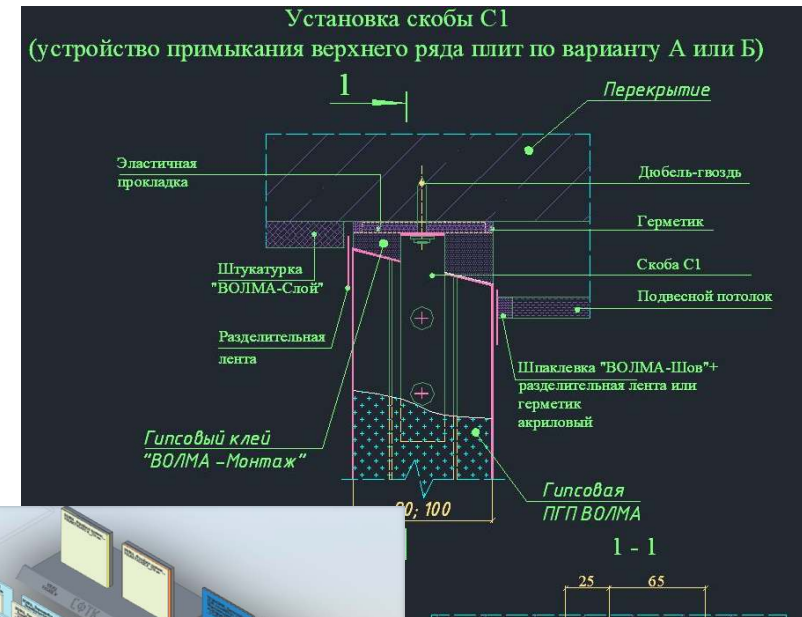 Установка скобы С1
(устройство примыкания верхнего ряда плит по варианту А или Б)
1
Перекрытие
Эластичная
прокладка
Дюбель-гвоздь
Герметик
Штукатурка
"ВОЛМА-Слой"
Скоба С1
Подвесной потолок
Разделительная
лента
Шпаклевка "ВОЛМА-Шов"+
разделительная лента или
герметик
акриловый
Гипсовый клей
"ВОЛМА –Монтаж"
Гипсовая
ПГП ВОЛМА
80; 100
1 - 1
25
65